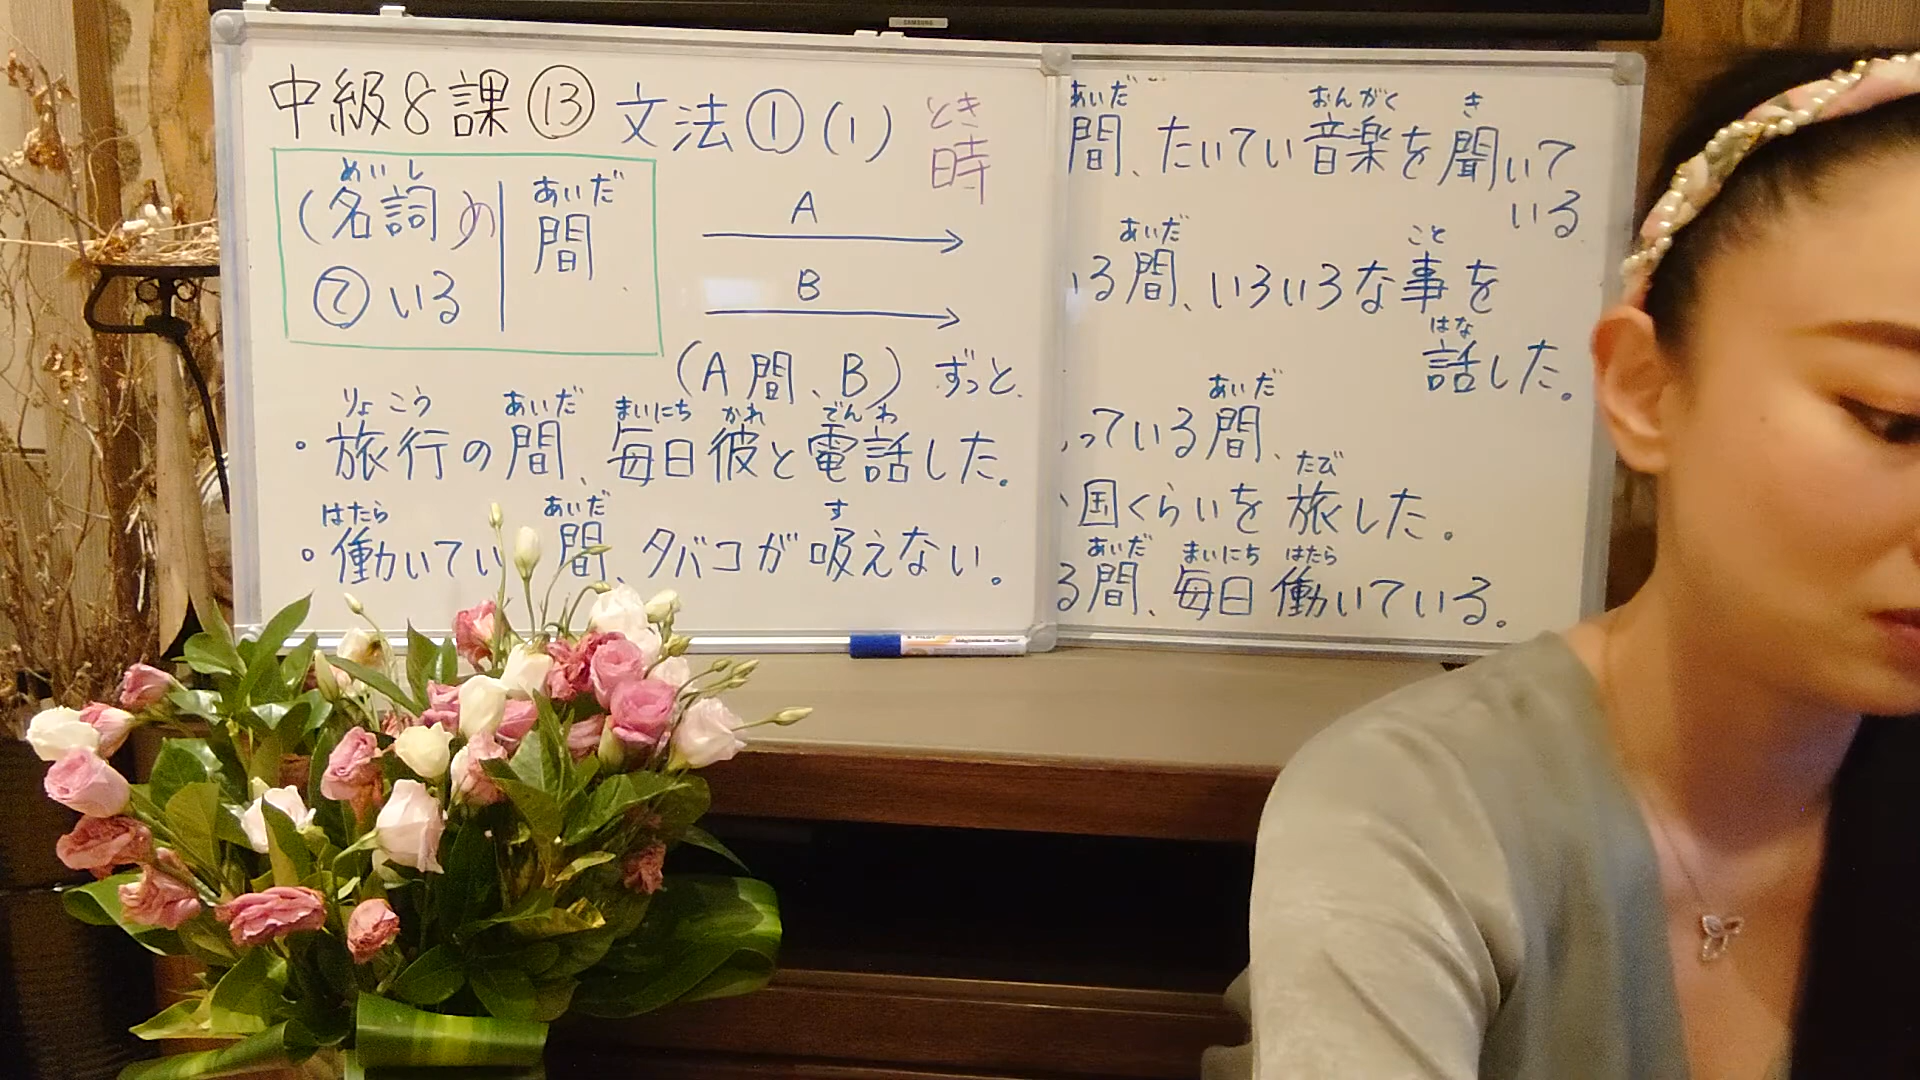 SAMSUNG
中級8課⑬ 文法①(1)
とき
時
めいし
(名詞の
ている
あいだ
間
A
B
(A間、B) ずっと
りょこう あいだ まいにち かれ でんわ
・旅行の間、毎日彼と電話した。
はたら あいだ す
・働いてい 間、タバコが吸えない。
あいだ おんがく き
間、たいてい音楽を聞いて
いる
あいだ こと
いる間、いろいろな事を
はな
話した。
あいだ
っている間、
たび
国くらいを旅した。
あいだ まいにち はたら
る間、毎日働いている。